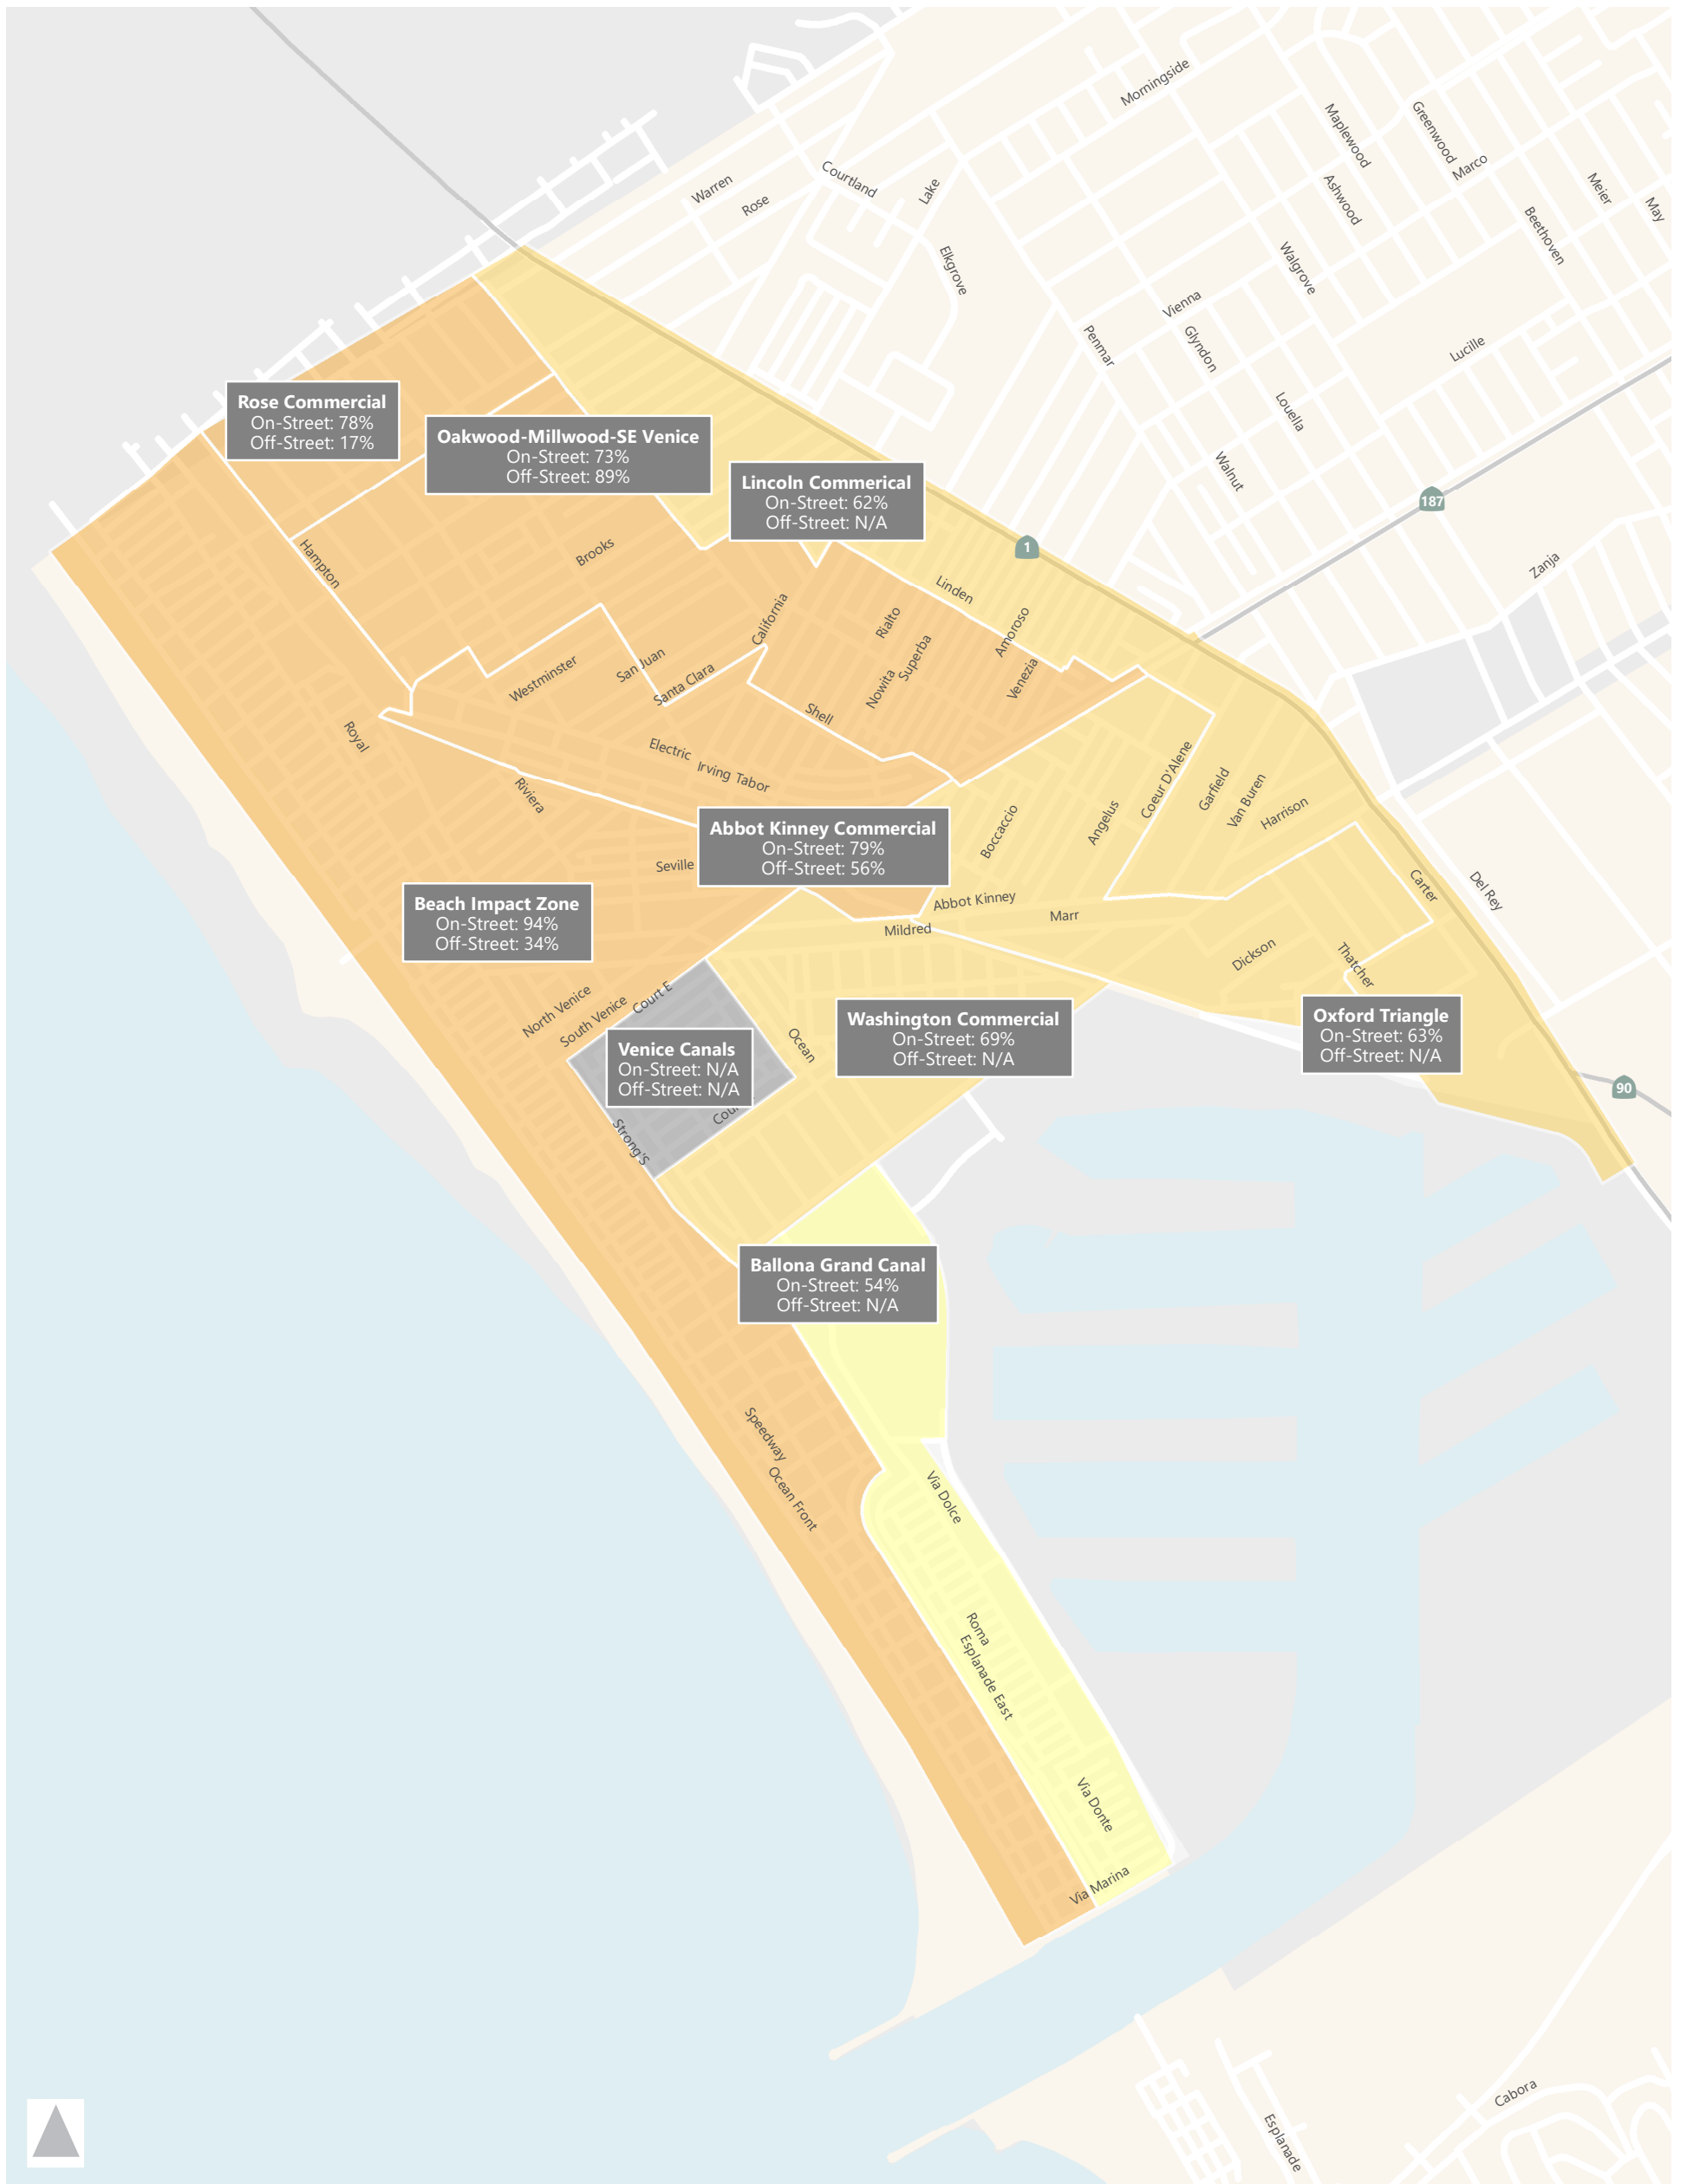 Morningside
Maplewood
Greenwood
Marco
Ashwood
Meier
May
Beethoven
Warren
Rose
Courtland
Lake
Elkgrove
Walgrove
Vienna
Penmar
Glyndon
Lucille
Louella
Walnut
187
Zanja
1
Rose Commercial
On-Street: 78%
Off-Street: 17%
Oakwood-Millwood-SE Venice
On-Street: 73%
Off-Street: 89%
Lincoln Commerical
On-Street: 62%
Off-Street: N/A
Hampton
Brooks
Linden
California
Rialto
Superba
Amoroso
Nowita
Venezia
Westminster
San Juan
Santa Clara
Shell
Royal
Electric
Irving Tabor
Riviera
Coeur D'Alene
Garfield
Van Buren
Harrison
Boccaccio
Angelus
Abbot Kinney Commercial
On-Street: 79%
Off-Street: 56%
Seville
Beach Impact Zone
On-Street: 94%
Off-Street: 34%
Abbot Kinney
Mildred
Marr
Carter
Del Rey
Dickson
Thatcher
North Venice
South Venice
Court E
Ocean
Venice Canals
On-Street: N/A
Off-Street: N/A
Cou
Strong'S
Washington Commercial
On-Street: 69%
Off-Street: N/A
Oxford Triangle
On-Street: 63%
Off-Street: N/A
90
Ballona Grand Canal
On-Street: 54%
Off-Street: N/A
Speedway
Ocean Front
Via Dolce
Roma
Esplanade East
Via Donte
Via Marina
Cabora
Esplanade